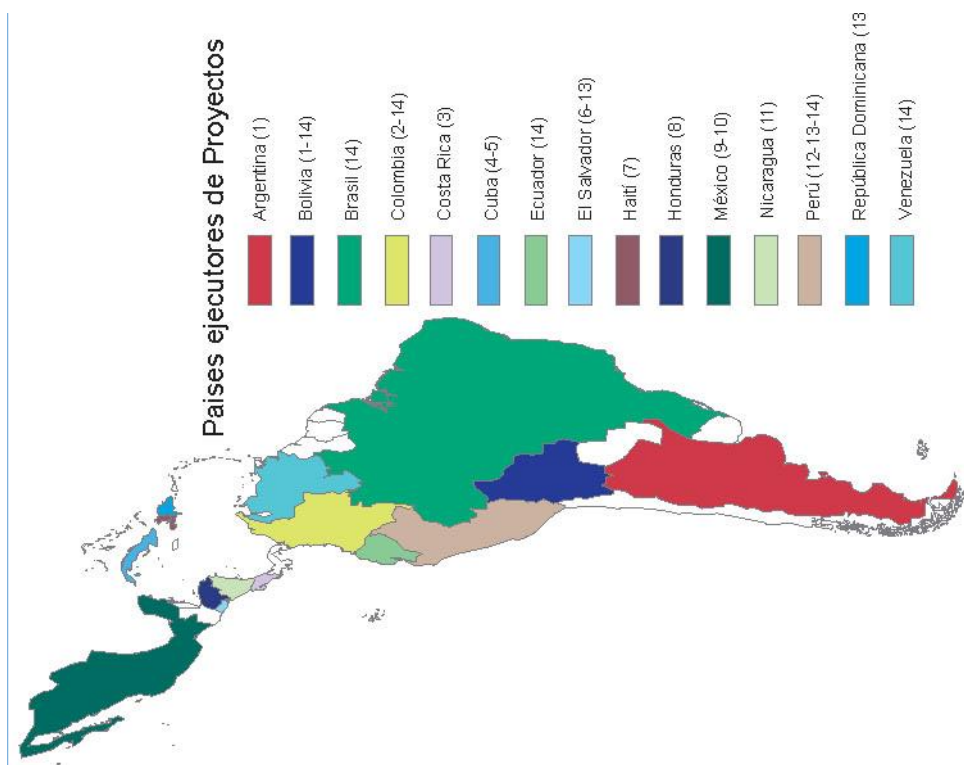 Paises ejecutores de Proyectos
Argentina (1)
Bolivia (1-14)
Brasil (14)
Colombia (2-14)
Costa Rica (3)
Cuba (4-5)
Ecuador (14)
El Salvador (6-13)
Haití (7)
Honduras (8)
México (9-10)
Nicaragua (11)
Perú (12-13-14)
República Dominicana (13
Venezuela (14)